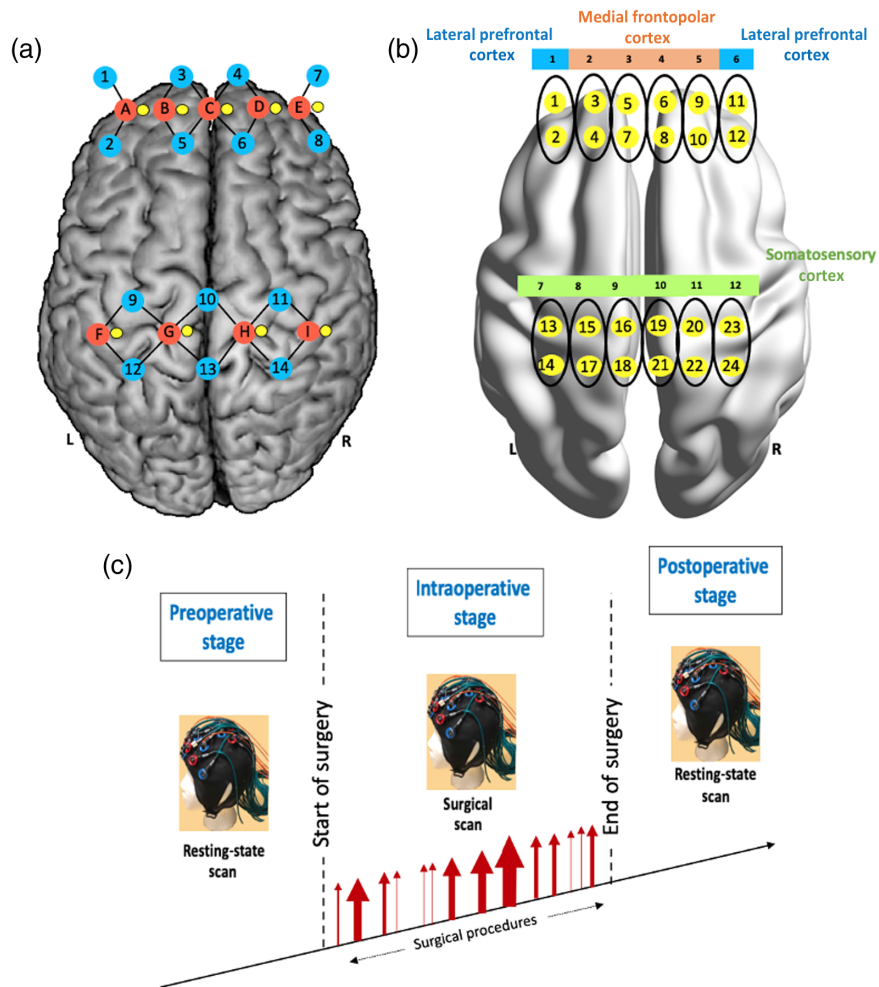 (a)
1
3
4
7
A
B
C
D
E
2
5
6
8
9
10
11
F
G
H
I
12
13
14
L
R
(b)
Lateral prefrontal
cortex
Medial frontopolar
cortex
Lateral prefrontal
cortex
1 2 3 4 5 6
1 3 5 6 9 11
2 4 7 8 10 12
Somatosensory
cortex
7 8 9 10 11 12
13 15 16 19 20 23
14 17 18 21 22 24
L
R
(c)
Preoperative
stage
Resting-state
scan
Start of surgery
Intraoperative
stage
Surgical
scan
Surgical procedures
End of surgery
Postoperative
stage
Resting-state
scan